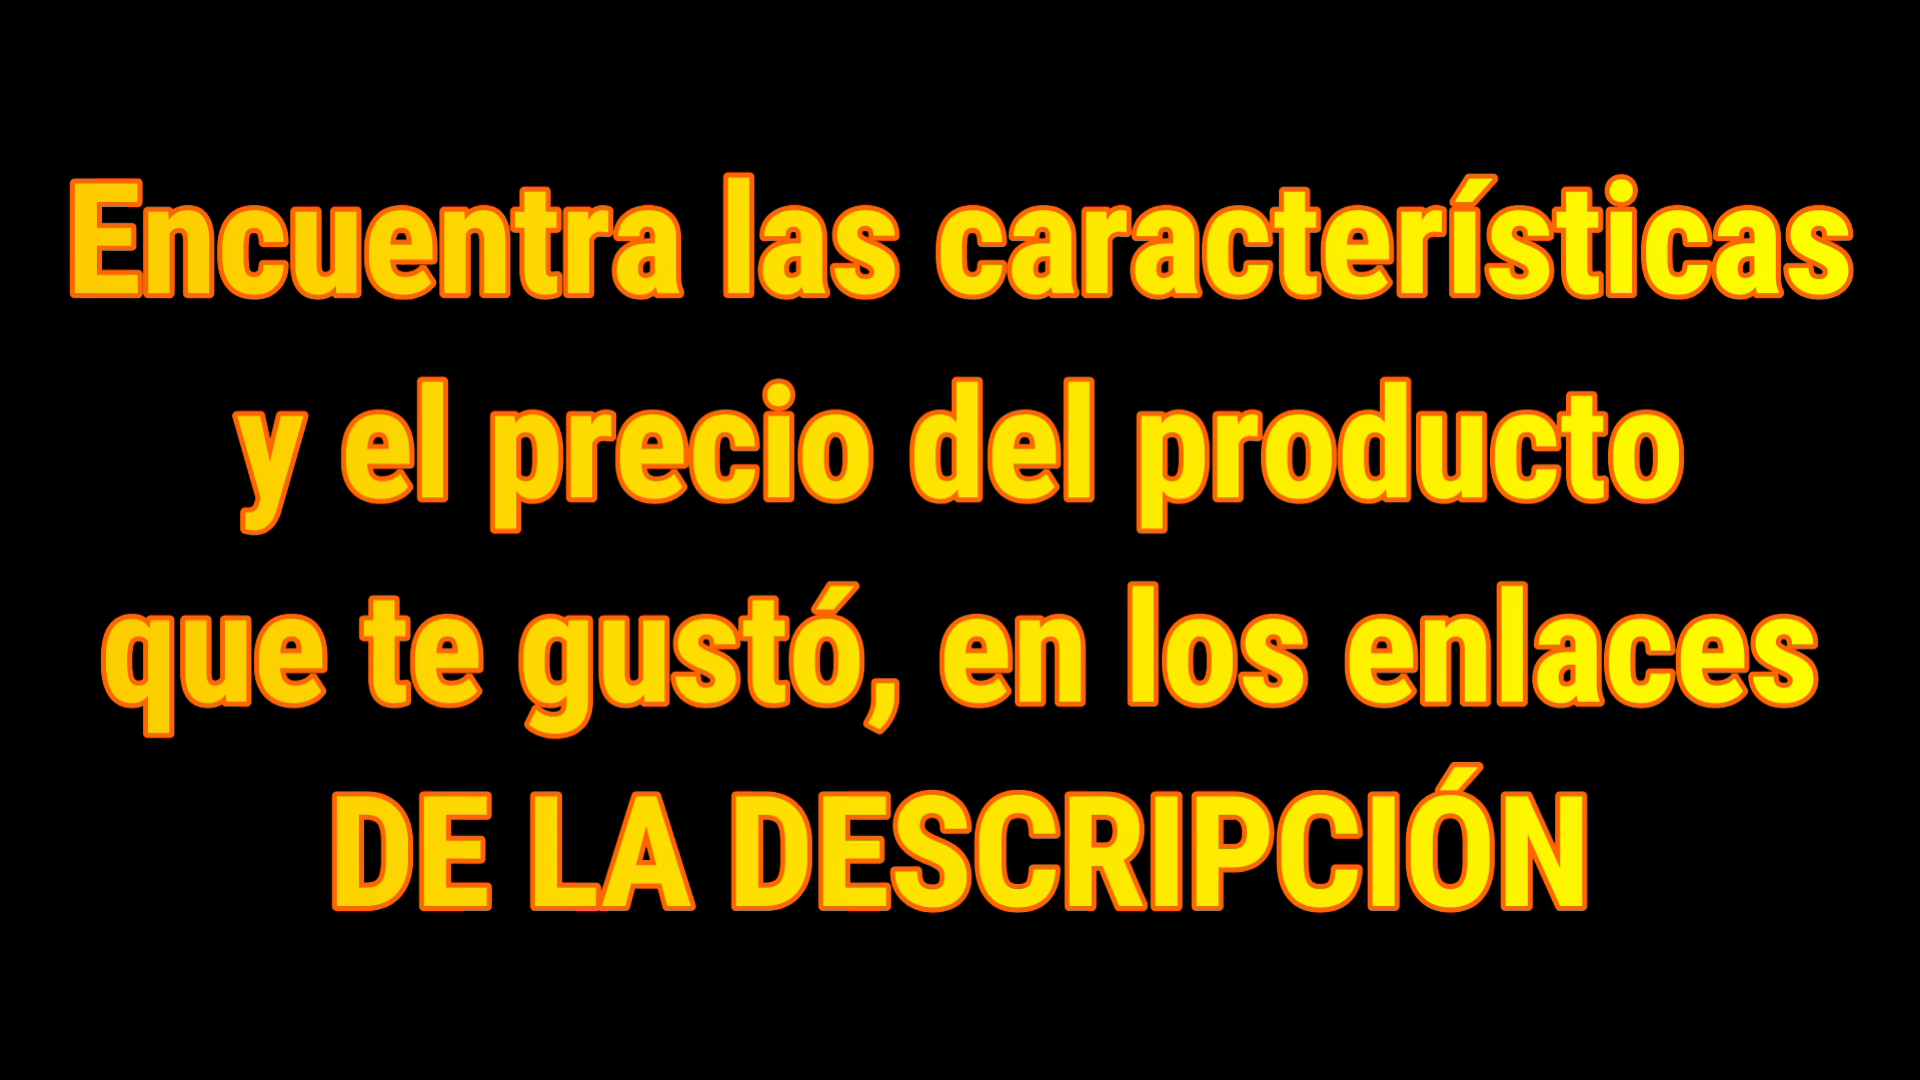 Encuentra las características
y el precio del producto
que te gustó, en los enlaces
DE LA DESCRIPCIÓN